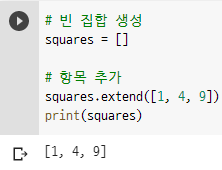 # 빈 집합 생성
squares = []
# 항목 추가
squares.extend([1, 4, 9])
print(squares)
[1, 4, 9]